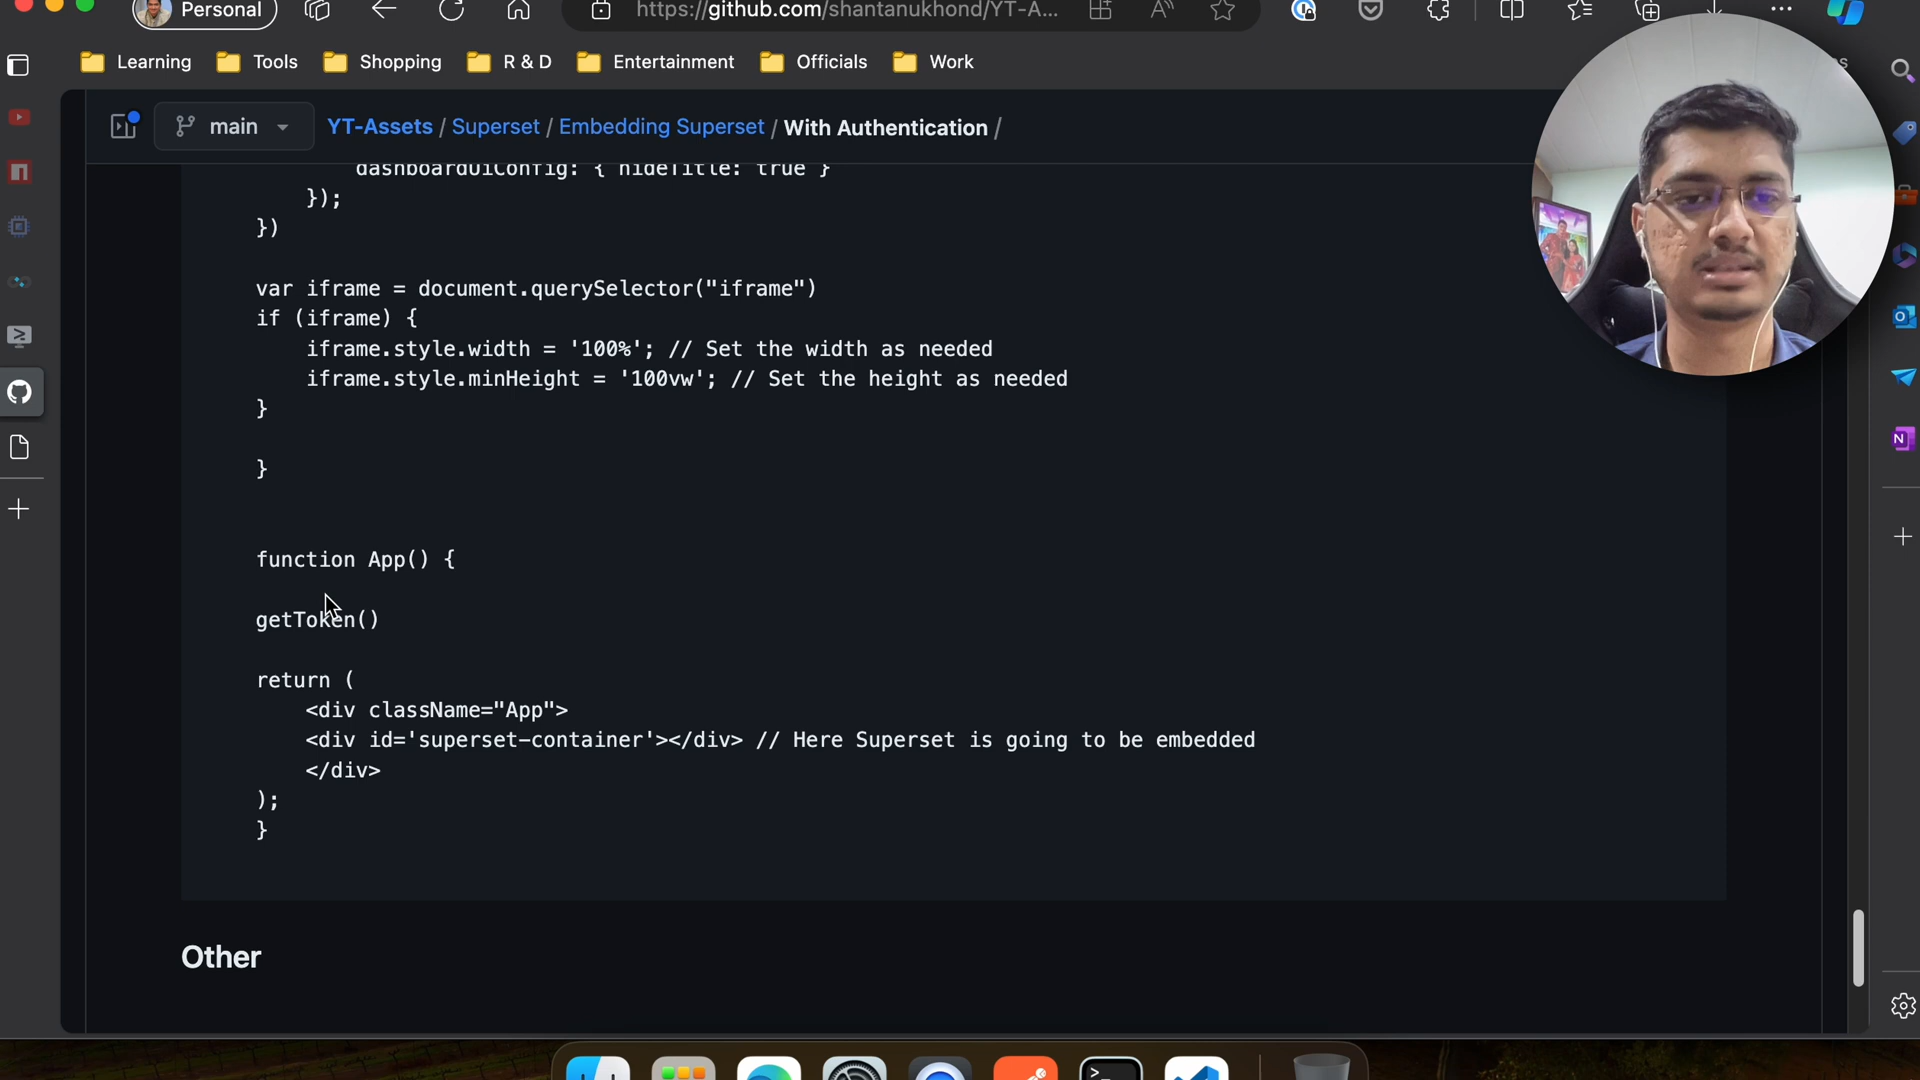 Personal
https://github.com/shantanukhond/YT-A...
Learning
Tools
Shopping
R & D
Entertainment
Officials
Work
main
YT-Assets / Superset / Embedding Superset / With Authentication /
dashboardUiConfig: { hideTitle: true }
});
})
var iframe = document.querySelector("iframe")
if (iframe) {
iframe.style.width = '100%'; // Set the width as needed
iframe.style.minHeight = '100vw'; // Set the height as needed
}
}
function App() {
getToken()
return (
<div className="App">
<div id='superset-container'></div> // Here Superset is going to be embedded
</div>
);
}
Other